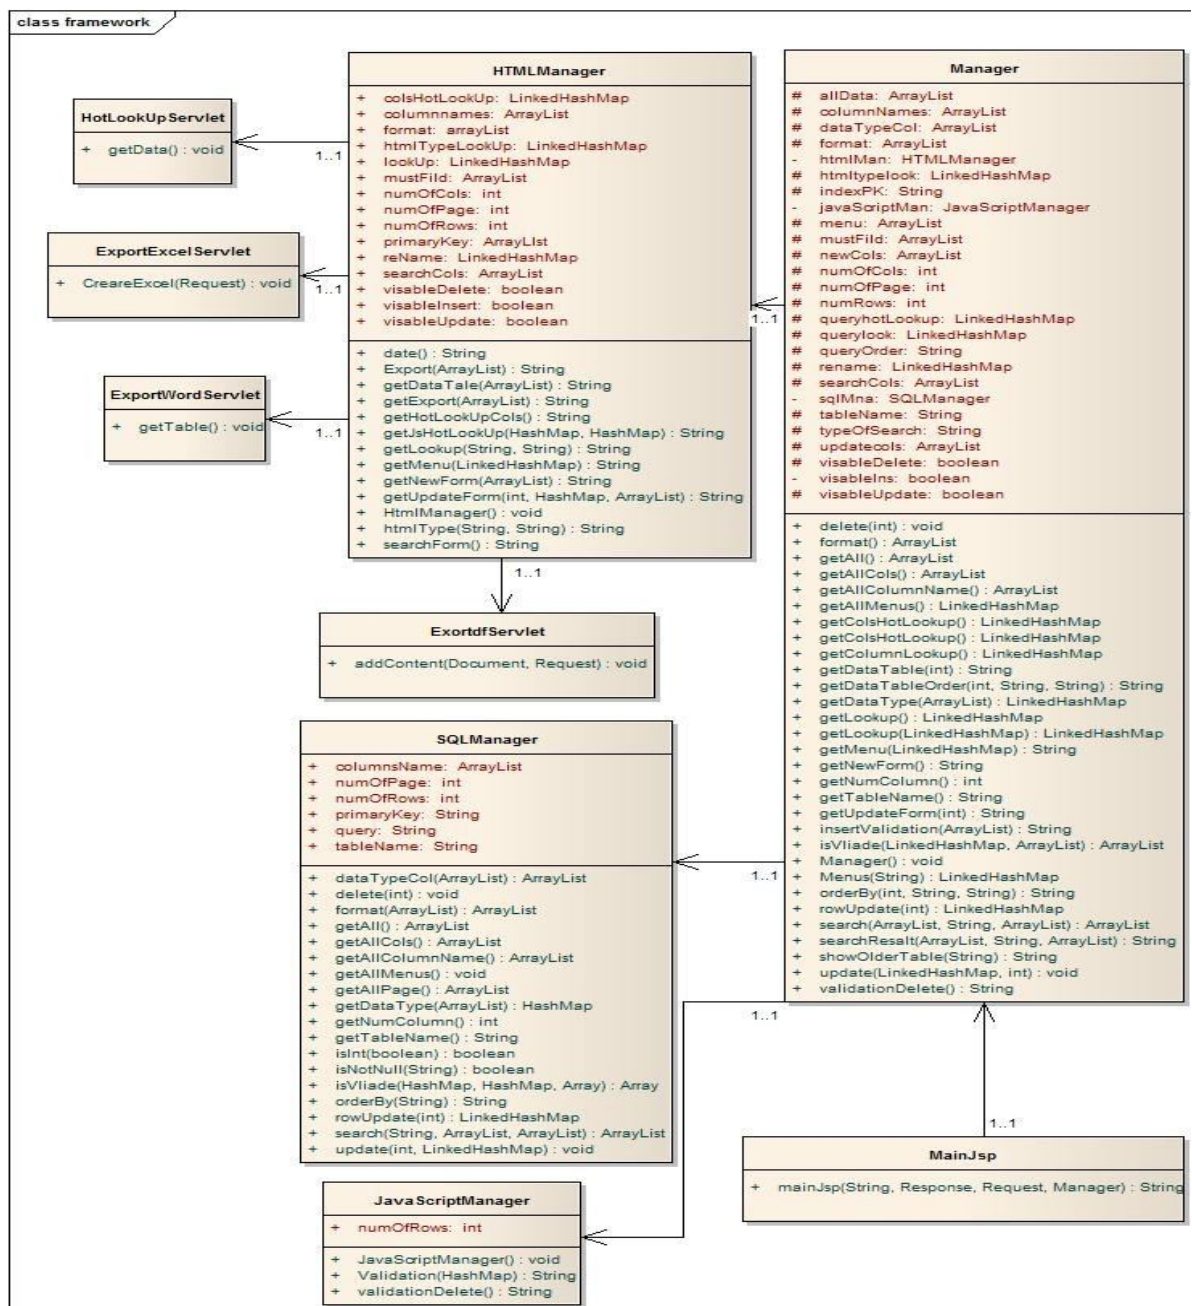 class framework
HTMLManager
+ colsHotLookUp: LinkedHashMap
+ columnnames: ArrayList
+ format: arrayList
+ htmlTypeLookUp: LinkedHashMap
+ lookUp: LinkedHashMap
+ mustFild: ArrayList
+ numOfCols: int
+ numOfPage: int
+ numOfRows: int
+ primaryKey: ArrayList
+ reName: LinkedHashMap
+ searchCols: ArrayList
+ visableDelete: boolean
+ visableInsert: boolean
+ visableUpdate: boolean
+ date() : String
+ Export(ArrayList) : String
+ getDataTale(ArrayList) : String
+ getExport(ArrayList) : String
+ getHotLookUpCols() : String
+ getJsHotLookUp(HashMap, HashMap) : String
+ getLookup(String, String) : String
+ getMenu(LinkedHashMap) : String
+ getNewForm(ArrayList) : String
+ getUpdateForm(int, HashMap, ArrayList) : String
+ HtmlManager() : void
+ htmlType(String, String) : String
+ searchForm() : String
Manager
# allData: ArrayList
# columnNames: ArrayList
# dataTypeCol: ArrayList
# format: ArrayList
- htmlMan: HTMLManager
# htmltypelook: LinkedHashMap
# indexPK: String
- javaScriptMan: JavaScriptManager
# menu: ArrayList
# mustFild: ArrayList
# newCols: ArrayList
# numOfCols: int
# numOfPage: int
# numRows: int
# queryhotLookup: LinkedHashMap
# querylook: LinkedHashMap
# queryOrder: String
# rename: LinkedHashMap
# searchCols: ArrayList
- sqlMna: SQLManager
# tableName: String
# typeOfSearch: String
# updatecols: ArrayList
# visableDelete: boolean
- visableIns: boolean
# visableUpdate: boolean
+ delete(int) : void
+ format() : ArrayList
+ getAll() : ArrayList
+ getAllCols() : ArrayList
+ getAllColumnName() : ArrayList
+ getAllMenus() : LinkedHashMap
+ getColsHotLookup() : LinkedHashMap
+ getColsHotLookup() : LinkedHashMap
+ getColumnLookup() : LinkedHashMap
+ getDataTable(int) : String
+ getDataTableOrder(int, String, String) : String
+ getDataType(ArrayList) : LinkedHashMap
+ getLookup() : LinkedHashMap
+ getLookup(LinkedHashMap) : LinkedHashMap
+ getMenu(LinkedHashMap) : String
+ getNewForm() : String
+ getNumColumn() : int
+ getTableName() : String
+ getUpdateForm(int) : String
+ insertValidation(ArrayList) : String
+ isVliade(LinkedHashMap, ArrayList) : ArrayList
+ Manager() : void
+ Menus(String) : LinkedHashMap
+ orderBy(int, String, String) : String
+ rowUpdate(int) : LinkedHashMap
+ search(ArrayList, String, ArrayList) : ArrayList
+ searchResalt(ArrayList, String, ArrayList) : String
+ showOlderTable(String) : String
+ update(LinkedHashMap, int) : void
+ validationDelete() : String
HotLookUpServlet
+ getData() : void
1..1
ExportExcelServlet
+ CreareExcel(Request) : void
1..1
1..1
ExportWordServlet
+ getTable() : void
1..1
1..1
ExortdfServlet
+ addContent(Document, Request) : void
SQLManager
+ columnsName: ArrayList
+ numOfPage: int
+ numOfRows: int
+ primaryKey: String
+ query: String
+ tableName: String
+ dataTypeCol(ArrayList) : ArrayList
+ delete(int) : void
+ format(ArrayList) : ArrayList
+ getAll() : ArrayList
+ getAllCols() : ArrayList
+ getAllColumnName() : ArrayList
+ getAllMenus() : void
+ getAllPage() : ArrayList
+ getDataType(ArrayList) : HashMap
+ getNumColumn() : int
+ getTableName() : String
+ isInt(boolean) : boolean
+ isNotNull(String) : boolean
+ isVliade(HashMap, HashMap, Array) : Array
+ orderBy(String) : String
+ rowUpdate(int) : LinkedHashMap
+ search(String, ArrayList, ArrayList) : ArrayList
+ update(int, LinkedHashMap) : void
1..1
1..1
1..1
MainJsp
+ mainJsp(String, Response, Request, Manager) : String
JavaScriptManager
+ numOfRows: int
+ JavaScriptManager() : void
+ Validation(HashMap) : String
+ validationDelete() : String